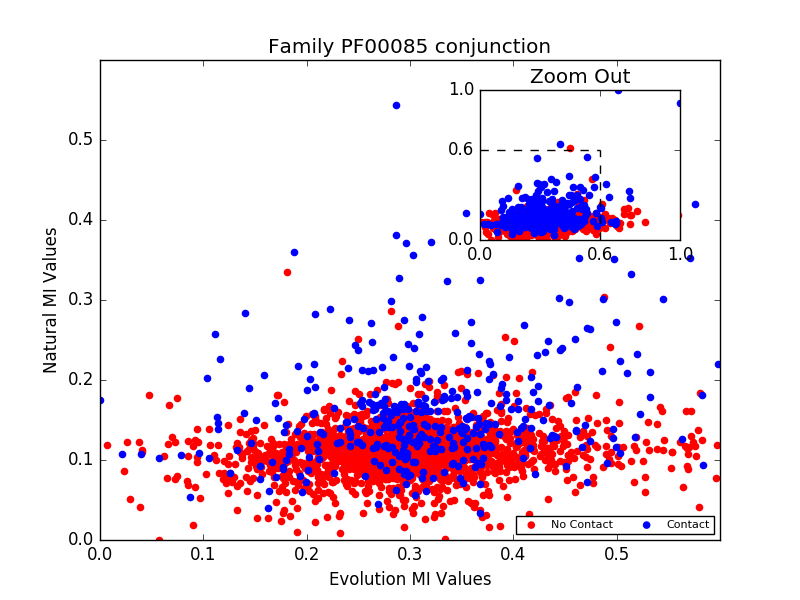 Family PF00085 conjunction
Zoom Out
1.0
0.6
0.0
0.0 0.6 1.0
Natural MI Values
0.5
0.4
0.3
0.2
0.1
0.0
No Contact Contact
0.0 0.1 0.2 0.3 0.4 0.5
Evolution MI Values